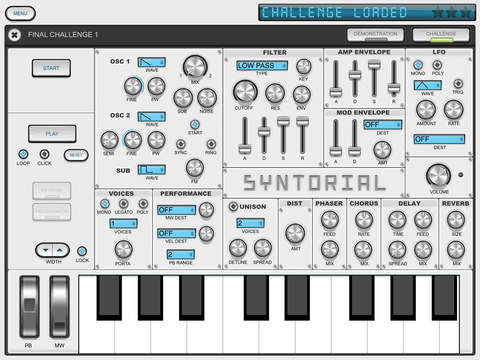 MENU
CHALLENGE LOADED
FINAL CHALLENGE 1
DEMONSTRATION
CHALLENGE
START
PLAY
LOOP
CLICK
RESET
WIDTH
LOCK
OSC 1
WAVE
MIX
FINE
PW
SUB
NOISE
OSC 2
WAVE
START
SEMI
FINE
PW
SYNC
RING
SUB
WAVE
FM
FILTER
LOW PASS
TYPE
KEY
CUTOFF
RES
ENV
A
D
S
R
AMP ENVELOPE
A
D
S
R
MOD ENVELOPE
OFF
DEST
AMT
A
D
LFO
MONO
POLY
WAVE
TRIG
AMOUNT
RATE
OFF
DEST
VOLUME
SYNTORIAL
VOICES
MONO
LEGATO
POLY
1
VOICES
PORTA
PERFORMANCE
OFF
MW DEST
OFF
VEL DEST
2
PB RANGE
UNISON
2
VOICES
DETUNE
SPREAD
DIST
AMT
PHASER
FEED
MIX
CHORUS
RATE
MIX
DELAY
TIME
FEED
SPREAD
MIX
REVERB
SIZE
MIX
PB
MW